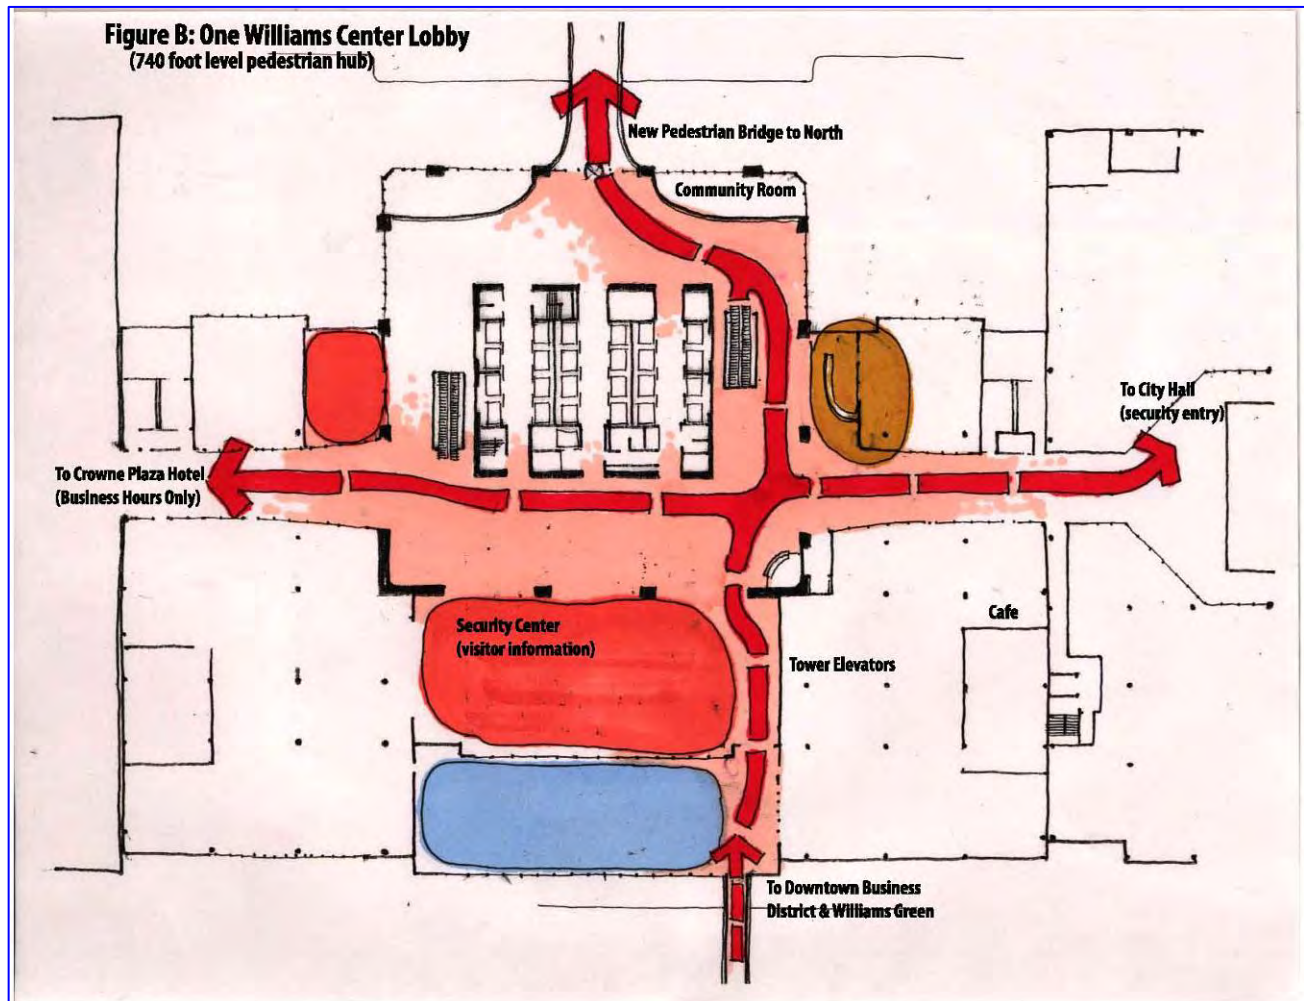 Figure B: One Williams Center Lobby
(740 foot level pedestrian hub)
New Pedestrian Bridge to North
Community Room
To City Hall
(security entry)
To Crowne Plaza Hotel
(Business Hours Only)
Cafe
Security Center
(visitor information)
Tower Elevators
To Downtown Business
District & Williams Green